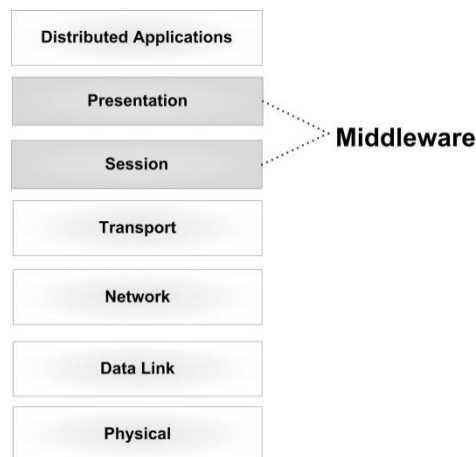 Distributed Applications
Presentation
Middleware
Session
Transport
Network
Data Link
Physical